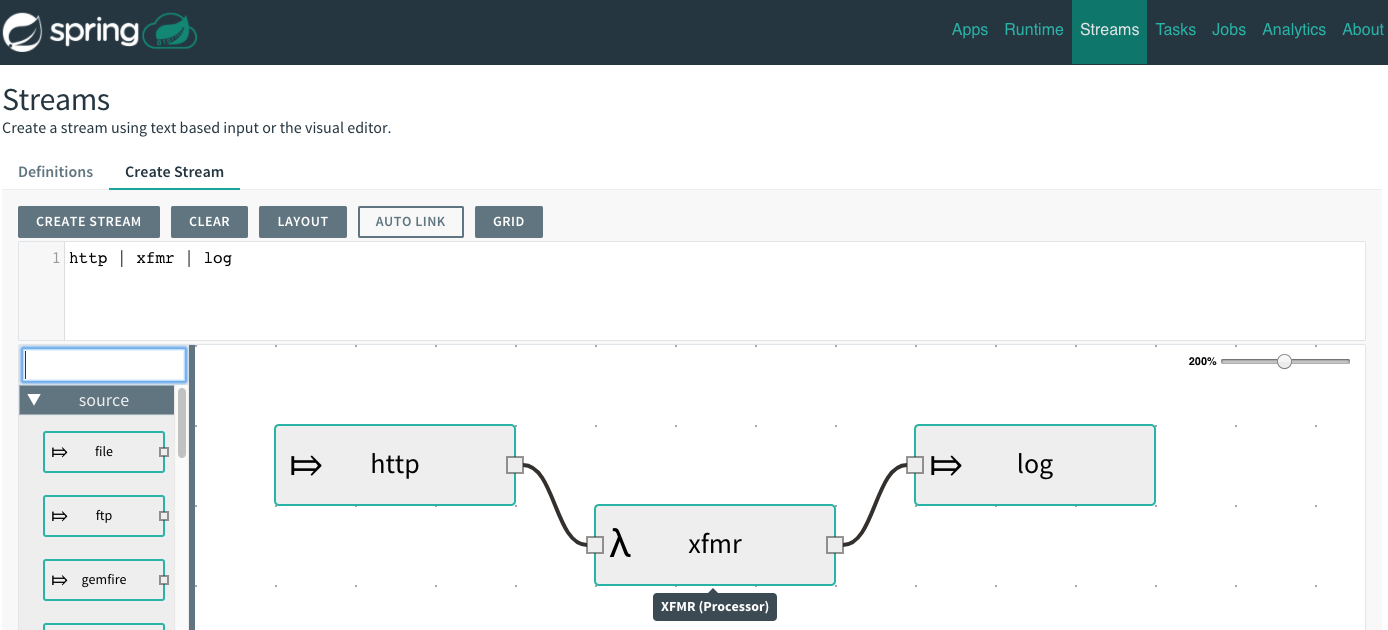 spring
Apps Runtime Streams Tasks Jobs Analytics About
Streams
Create a stream using text based input or the visual editor.
Definitions Create Stream
CREATE STREAM CLEAR LAYOUT AUTO LINK GRID
1 http | xfmr | log
200%
source
file
ftp
gemfire
http
log
λ xfmr
XFMR (Processor)